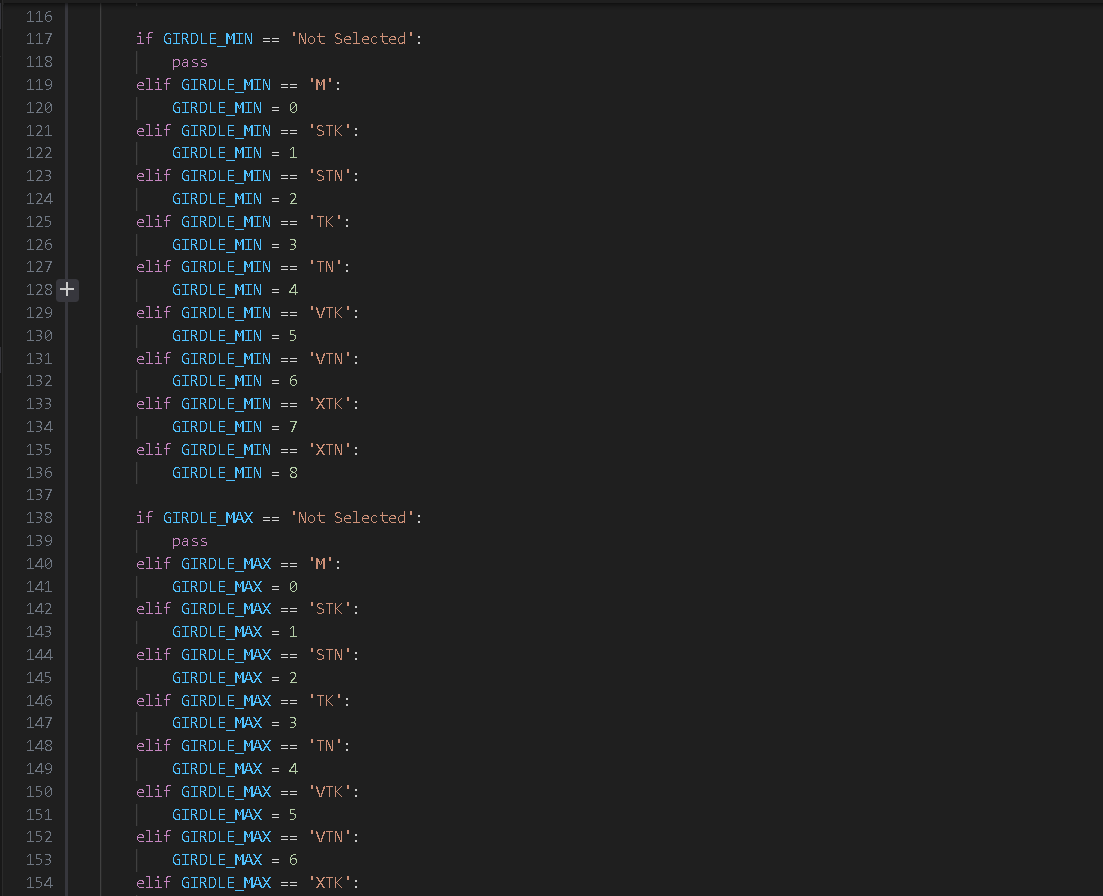 116
117 if GIRDLE_MIN == 'Not Selected':
118 pass
119 elif GIRDLE_MIN == 'M':
120 GIRDLE_MIN = 0
121 elif GIRDLE_MIN == 'STK':
122 GIRDLE_MIN = 1
123 elif GIRDLE_MIN == 'STN':
124 GIRDLE_MIN = 2
125 elif GIRDLE_MIN == 'TK':
126 GIRDLE_MIN = 3
127 elif GIRDLE_MIN == 'TN':
128 GIRDLE_MIN = 4
129 elif GIRDLE_MIN == 'VTK':
130 GIRDLE_MIN = 5
131 elif GIRDLE_MIN == 'VTN':
132 GIRDLE_MIN = 6
133 elif GIRDLE_MIN == 'XTK':
134 GIRDLE_MIN = 7
135 elif GIRDLE_MIN == 'XTN':
136 GIRDLE_MIN = 8
137
138 if GIRDLE_MAX == 'Not Selected':
139 pass
140 elif GIRDLE_MAX == 'M':
141 GIRDLE_MAX = 0
142 elif GIRDLE_MAX == 'STK':
143 GIRDLE_MAX = 1
144 elif GIRDLE_MAX == 'STN':
145 GIRDLE_MAX = 2
146 elif GIRDLE_MAX == 'TK':
147 GIRDLE_MAX = 3
148 elif GIRDLE_MAX == 'TN':
149 GIRDLE_MAX = 4
150 elif GIRDLE_MAX == 'VTK':
151 GIRDLE_MAX = 5
152 elif GIRDLE_MAX == 'VTN':
153 GIRDLE_MAX = 6
154 elif GIRDLE_MAX == 'XTK':